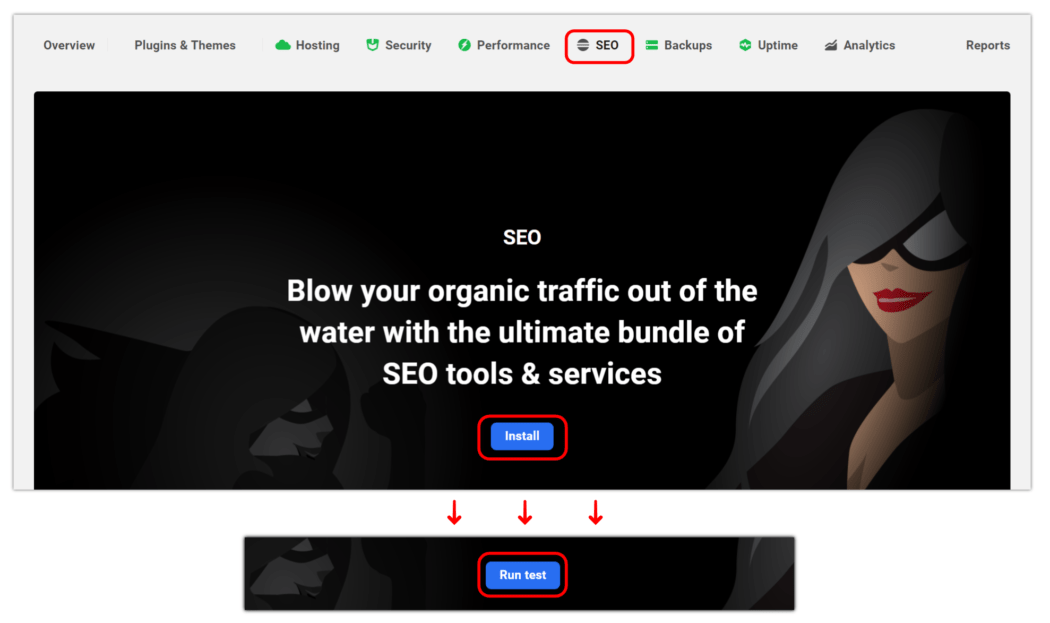 Overview Plugins & Themes Hosting Security Performance SEO Backups Uptime Analytics Reports
SEO
Blow your organic traffic out of the
water with the ultimate bundle of
SEO tools & services
Install
Run test